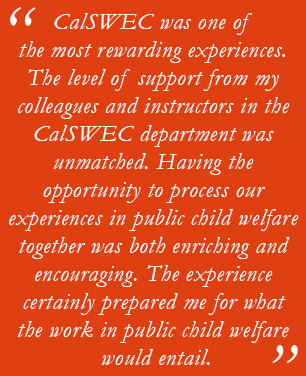 “ CalSWEC was one of
the most rewarding experiences.
The level of support from my
colleagues and instructors in the
CalSWEC department was
unmatched. Having the
opportunity to process our
experiences in public child welfare
together was both enriching and
encouraging. The experience
certainly prepared me for what
the work in public child welfare
would entail. ”